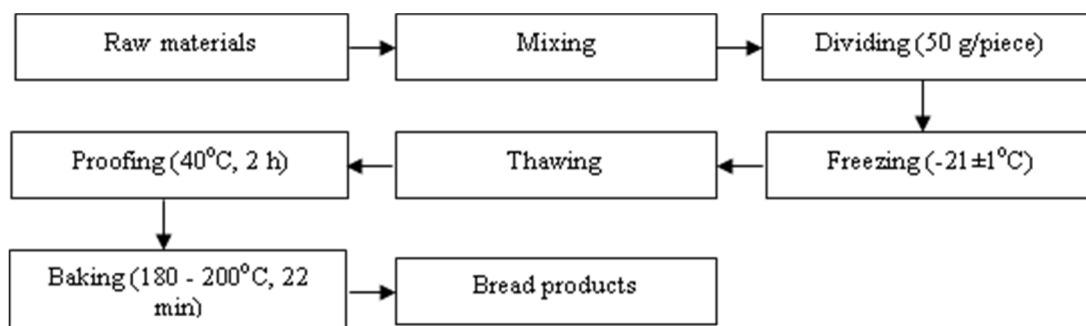 Raw materials
Mixing
Dividing (50 g/piece)
Freezing (-21±1°C)
Thawing
Proofing (40°C, 2 h)
Baking (180 - 200°C, 22
min)
Bread products